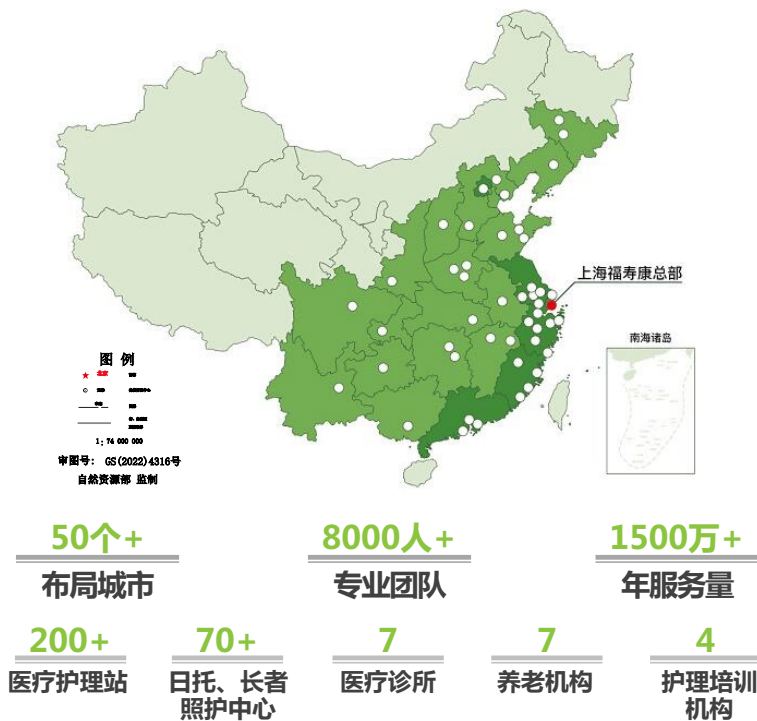 上海福寿康总部
南海诸岛
图 例
北京
1:74 000 000
审图号: GS(2022)4316号
自然资源部 监制
50个+ 8000人+ 1500万+
布局城市 专业团队 年服务量
200+ 70+ 7 7 4
医疗护理站 日托、长者 医疗诊所 养老机构 护理培训
照护中心 机构